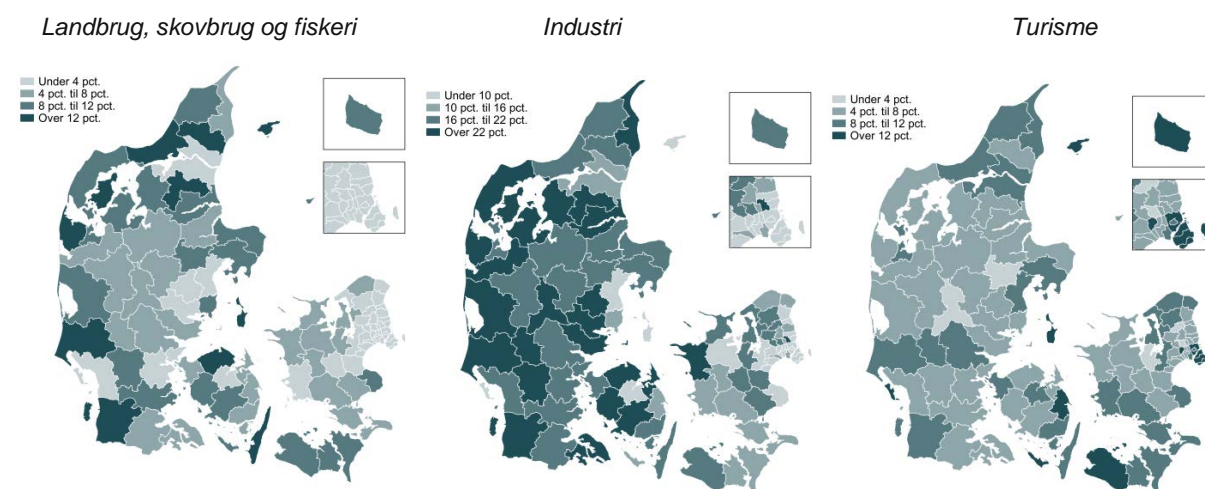 Landbrug, skovbrug og fiskeri
Under 4 pct.
4 pct. til 8 pct.
8 pct. til 12 pct.
Over 12 pct.
Industri
Under 10 pct.
10 pct. til 16 pct.
16 pct. til 22 pct.
Over 22 pct.
Turisme
Under 4 pct.
4 pct. til 8 pct.
8 pct. til 12 pct.
Over 12 pct.